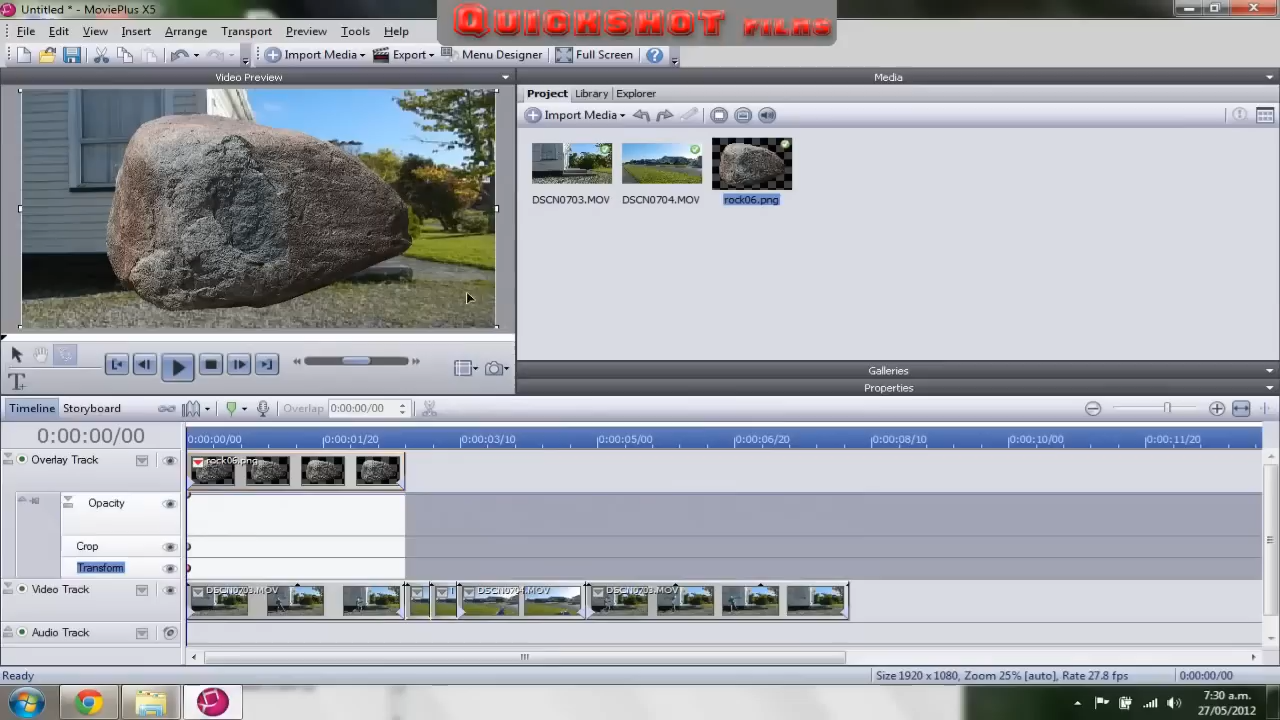 Untitled * - MoviePlus X5
Quickshot films
File Edit View Insert Arrange Transport Preview Tools Help
Import Media Export Menu Designer Full Screen
Video Preview
Media
Project Library Explorer
Import Media
DSCN0703.MOV DSCN0704.MOV rock06.png
Galleries
Properties
Timeline Storyboard Overlap 0:00:00/00
0:00:00/00
0:00:00/00 0:00:01/20 0:00:03/10 0:00:05/00 0:00:06/20 0:00:08/10 0:00:10/00 0:00:11/20
Overlay Track rock06.png
Opacity
Crop
Transform
Video Track DSCN0703.MOV DSCN0704.MOV DSCN0703.MOV
Audio Track
Ready Size 1920 x 1080, Zoom 25% [auto], Rate 27.8 fps 0:00:00/00
7:30 a.m.
27/05/2012